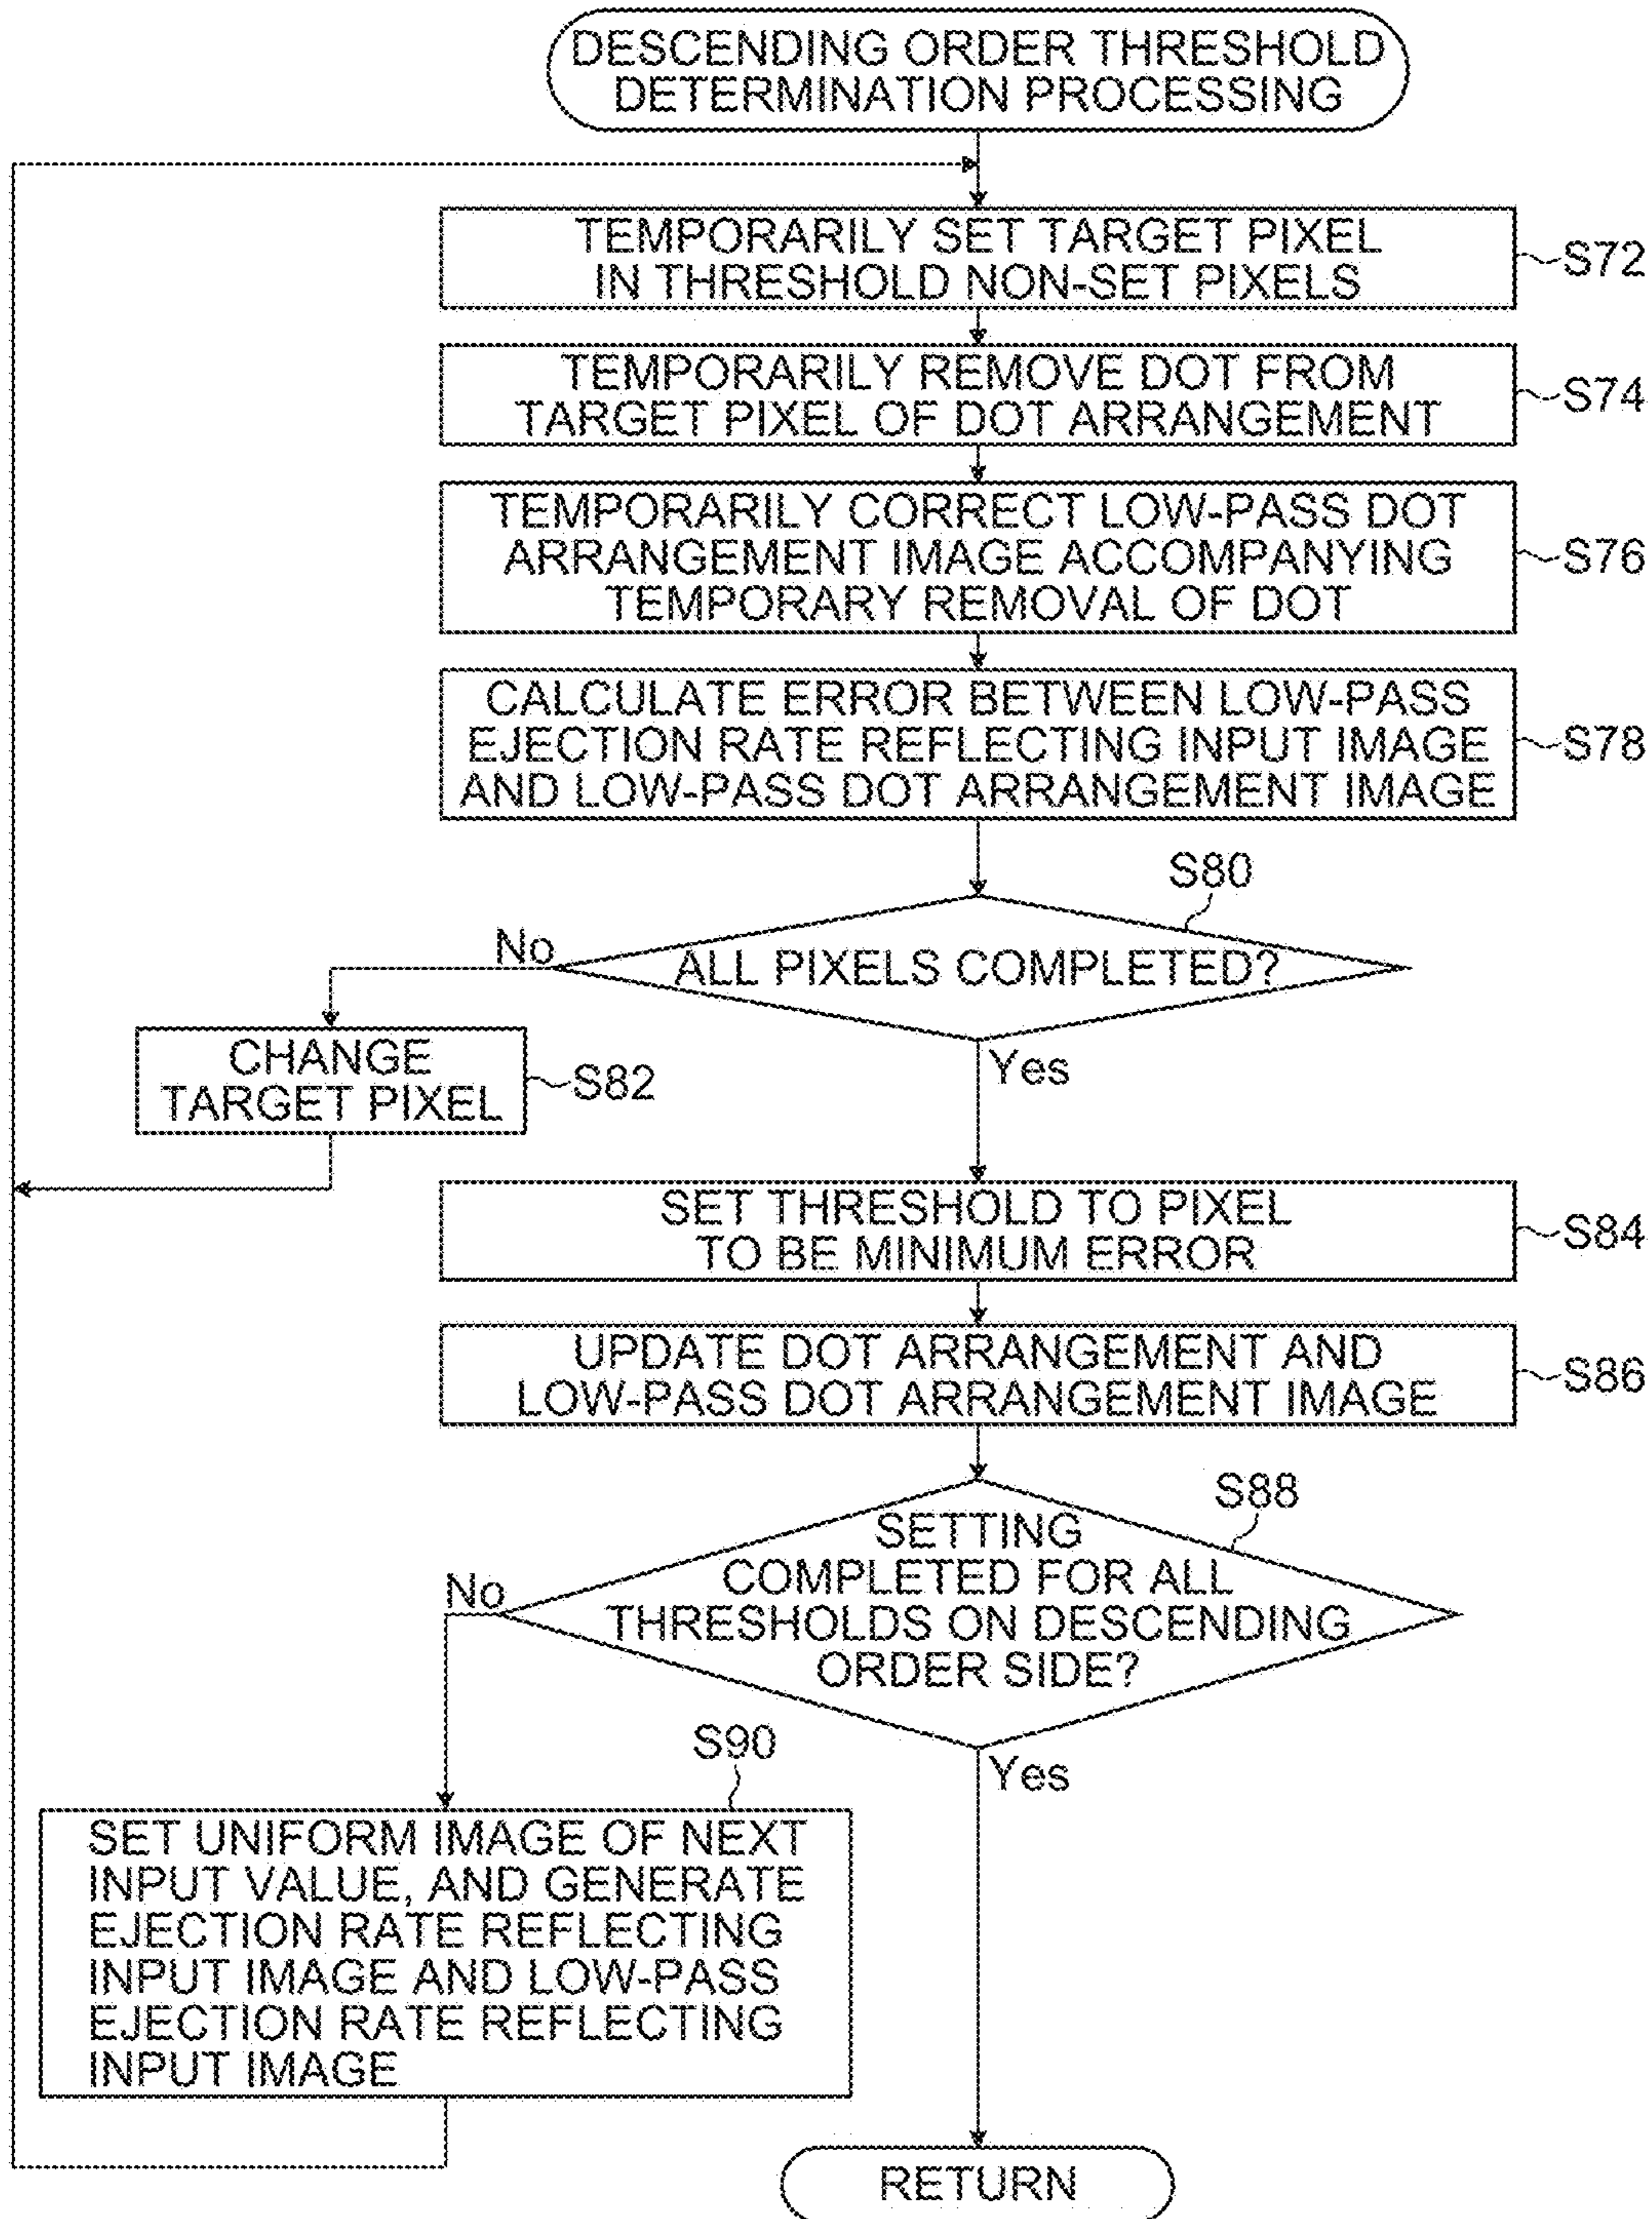 DESCENDING ORDER THRESHOLD
DETERMINATION PROCESSING
TEMPORARILY SET TARGET PIXEL
IN THRESHOLD NON-SET PIXELS
S72
TEMPORARILY REMOVE DOT FROM
TARGET PIXEL OF DOT ARRANGEMENT
S74
TEMPORARILY CORRECT LOW-PASS DOT
ARRANGEMENT IMAGE ACCOMPANYING
TEMPORARY REMOVAL OF DOT
S76
CALCULATE ERROR BETWEEN LOW-PASS
EJECTION RATE REFLECTING INPUT IMAGE
AND LOW-PASS DOT ARRANGEMENT IMAGE
S78
S80
No
ALL PIXELS COMPLETED?
Yes
CHANGE
TARGET PIXEL
S82
SET THRESHOLD TO PIXEL
TO BE MINIMUM ERROR
S84
UPDATE DOT ARRANGEMENT AND
LOW-PASS DOT ARRANGEMENT IMAGE
S86
S88
No
SETTING
COMPLETED FOR ALL
THRESHOLDS ON DESCENDING
ORDER SIDE?
Yes
S90
SET UNIFORM IMAGE OF NEXT
INPUT VALUE, AND GENERATE
EJECTION RATE REFLECTING
INPUT IMAGE AND LOW-PASS
EJECTION RATE REFLECTING
INPUT IMAGE
RETURN